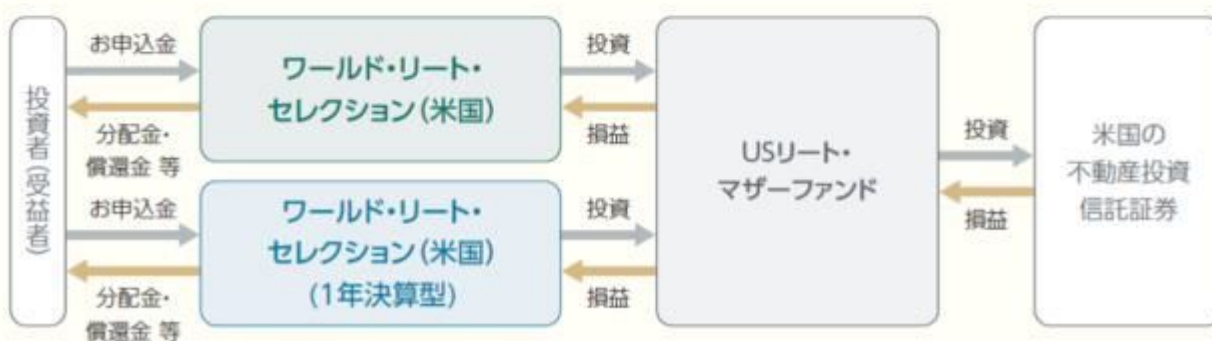 投資者(受益者)
お申込金
分配金・
償還金 等
お申込金
分配金・
償還金 等
ワールド・リート・
セレクション(米国)
ワールド・リート・
セレクション(米国)
(1年決算型)
投資
損益
投資
損益
USリート・
マザーファンド
投資
損益
米国の
不動産投資
信託証券